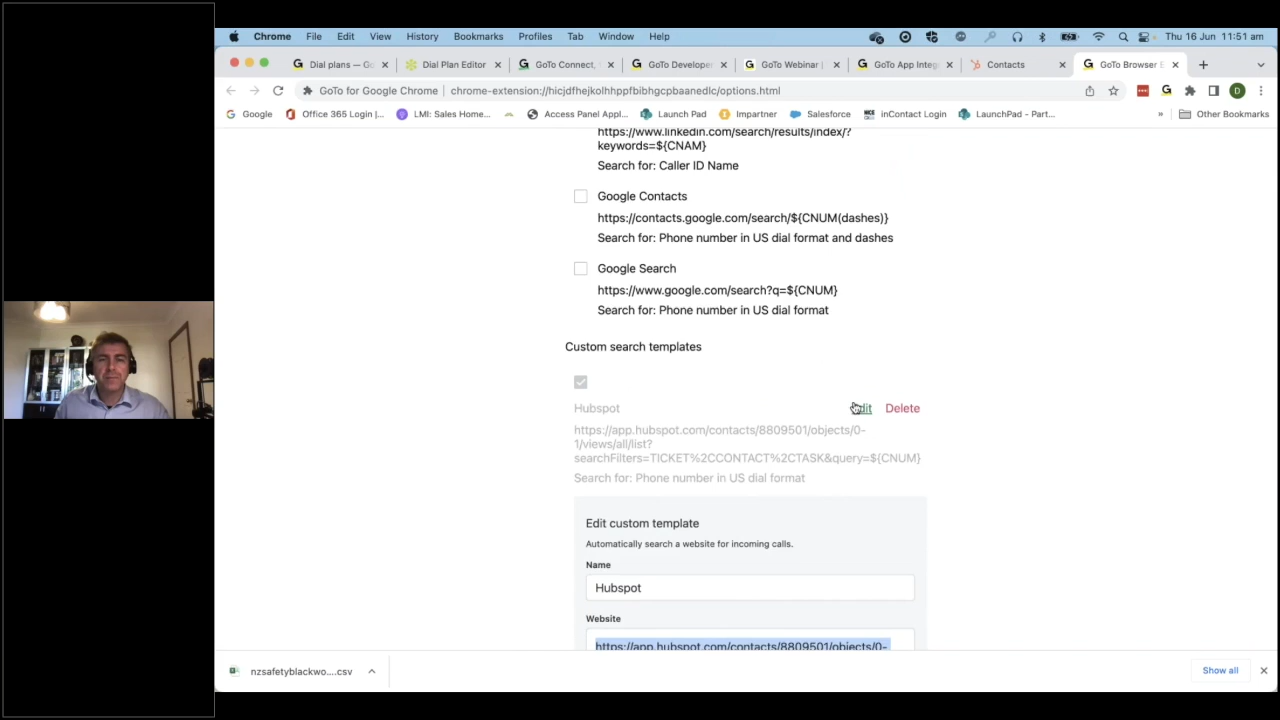 Chrome File Edit View History Bookmarks Profiles Tab Window Help Thu 16 Jun 11:51 am
Dial plans — Go Dial Plan Editor GoTo Connect, GoTo Develope GoTo Webinar | GoTo App Integ Contacts GoTo Browser E
GoTo for Google Chrome | chrome-extension://hicjdfhejkolhhppfbibhgcpbaanedlc/options.html D
Google Office 365 Login |... LMI: Sales Home... Access Panel Appl... Launch Pad Impartner Salesforce inContact Login LaunchPad - Part... » Other Bookmarks
https://www.linkedin.com/search/results/index/?
keywords=${CNAM}
Search for: Caller ID Name
Google Contacts
https://contacts.google.com/search/${CNUM(dashes)}
Search for: Phone number in US dial format and dashes
Google Search
https://www.google.com/search?q=${CNUM}
Search for: Phone number in US dial format
Custom search templates
Hubspot Edit Delete
https://app.hubspot.com/contacts/8809501/objects/0-
1/views/all/list?
searchFilters=TICKET%2CCONTACT%2CTASK&query=${CNUM}
Search for: Phone number in US dial format
Edit custom template
Automatically search a website for incoming calls.
Name
Hubspot
Website
https://app.hubspot.com/contacts/8809501/objects/0-
nzsafetyblackwo....csv Show all